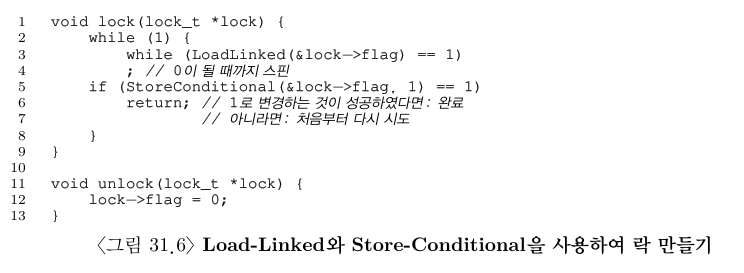 1 void lock(lock_t *lock) {
2 while (1) {
3 while (LoadLinked(&lock->flag) == 1)
4 ; // 0이 될 때까지 스핀
5 if (StoreConditional(&lock->flag, 1) == 1)
6 return; // 1로 변경하는 것이 성공하였다면: 완료
7 // 아니라면: 처음부터 다시 시도
8 }
9 }
10
11 void unlock(lock_t *lock) {
12 lock->flag = 0;
13 }
〈그림 31.6〉 Load-Linked와 Store-Conditional을 사용하여 락 만들기